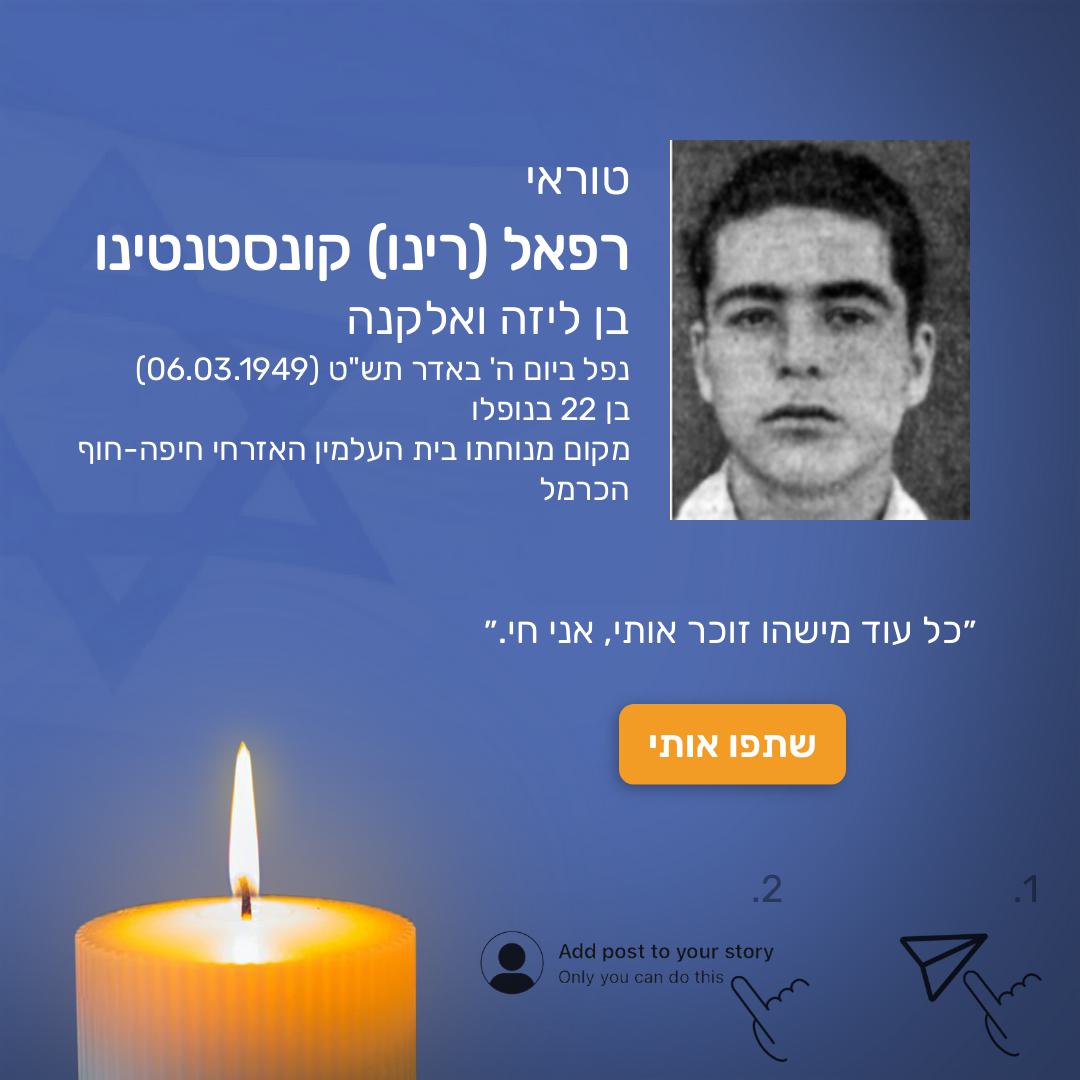 טוראי
רפאל (רינו) קונסטנטינו
בן ליזה ואלקנה
נפל ביום ה' באדר תש"ט (06.03.1949)
בן 22 בנופלו
מקום מנוחתו בית העלמין האזרחי חיפה-חוף
הכרמל
״כל עוד מישהו זוכר אותי, אני חי.״
שתפו אותי
.1
.2
Add post to your story
Only you can do this